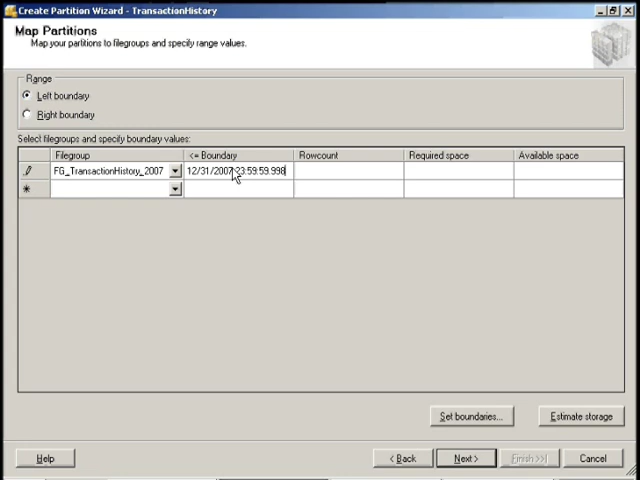 Create Partition Wizard - TransactionHistory
Map Partitions
Map your partitions to filegroups and specify range values.
Range
Left boundary
Right boundary
Select filegroups and specify boundary values:
Filegroup <= Boundary Rowcount Required space Available space
FG_TransactionHistory_2007 12/31/2007 23:59:59.998
Set boundaries... Estimate storage
Help < Back Next > Finish >>| Cancel